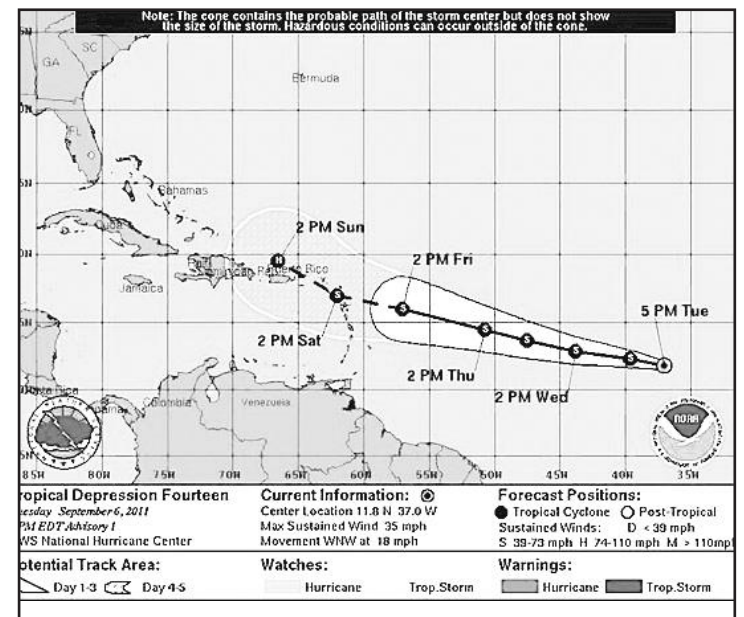 Note: The cone contains the probable path of the storm center but does not show
the size of the storm. Hazardous conditions can occur outside of the cone.
SC
GA
Bermuda
FL
Bahamas
Cuba
2 PM Sun
2 PM Fri
Jamaica
2 PM Sat
5 PM Tue
2 PM Thu
2 PM Wed
Colombia
Venezuela
NOAA
85W 80W 75W 70W 65W 60W 55W 50W 45W 40W 35W
ropical Depression Fourteen
esday September 6, 2011
PM EDT Advisory 1
WS National Hurricane Center
Current Information:
Center Location 11.8 N 37.0 W
Max Sustained Wind 35 mph
Movement WNW at 18 mph
Forecast Positions:
Tropical Cyclone Post-Tropical
Sustained Winds: D < 39 mph
S 39-73 mph H 74-110 mph M > 110mph
otential Track Area:
Day 1-3 Day 4-5
Watches:
Hurricane Trop.Storm
Warnings:
Hurricane Trop.Storm